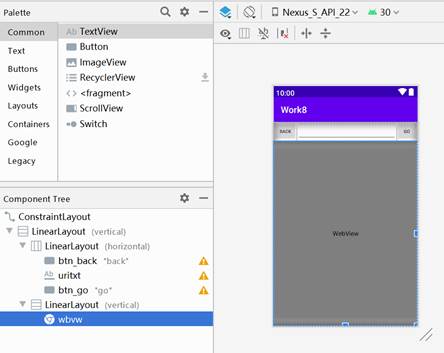 Palette
Common
Text
Buttons
Widgets
Layouts
Containers
Google
Legacy
Ab TextView
Button
ImageView
RecyclerView
<fragment>
ScrollView
Switch
Component Tree
ConstraintLayout
LinearLayout (vertical)
LinearLayout (horizontal)
btn_back "back"
Ab uritxt
btn_go "go"
LinearLayout (vertical)
wbvw
Nexus_S_API_22
30
10:00
Work8
BACK
GO
WebView